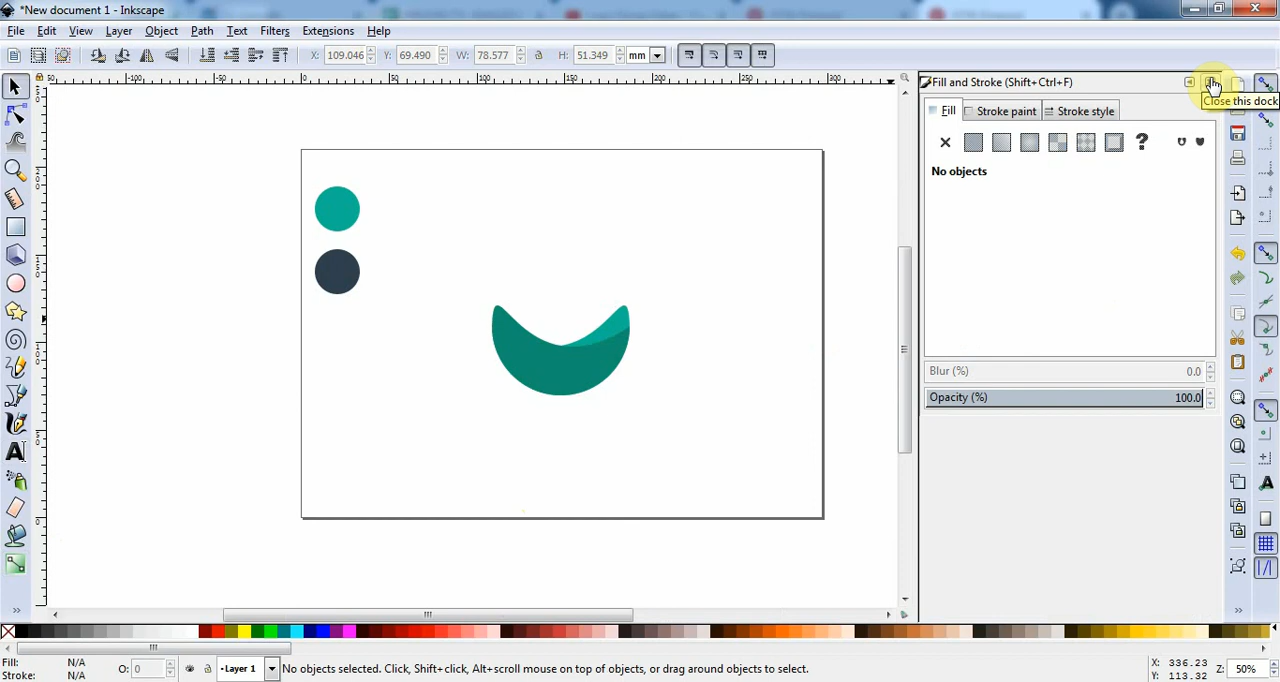 *New document 1 - Inkscape
File Edit View Layer Object Path Text Filters Extensions Help
X: 109.046 Y: 69.490 W: 78.577 H: 51.349 mm
Fill and Stroke (Shift+Ctrl+F)
Close this dock
Fill Stroke paint Stroke style
No objects
Blur (%) 0.0
Opacity (%) 100.0
Fill: N/A
Stroke: N/A
O: 0
Layer 1
No objects selected. Click, Shift+click, Alt+scroll mouse on top of objects, or drag around objects to select.
X: 336.23
Y: 113.32
Z: 50%